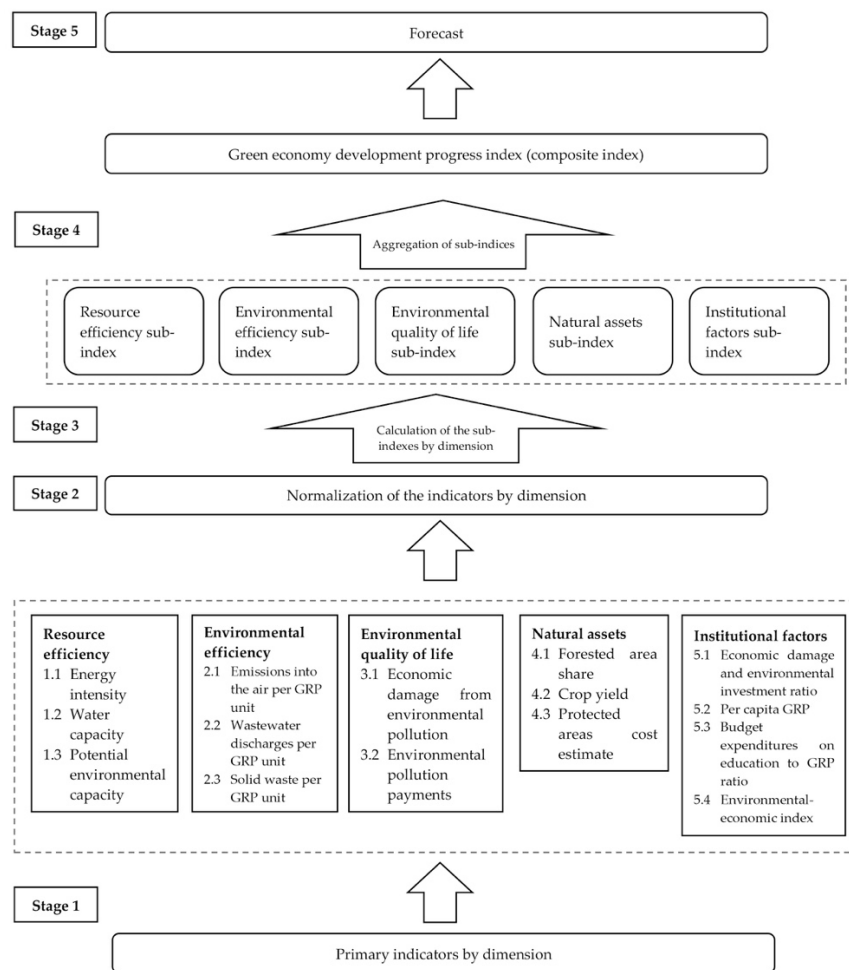 Stage 5
Forecast
Green economy development progress index (composite index)
Stage 4
Aggregation of sub-indices
Resource
efficiency sub-
index
Environmental
efficiency sub-
index
Environmental
quality of life
sub-index
Natural assets
sub-index
Institutional
factors sub-
index
Stage 3
Calculation of the sub-
indexes by dimension
Stage 2
Normalization of the indicators by dimension
Resource
efficiency
1.1 Energy
intensity
1.2 Water
capacity
1.3 Potential
environmental
capacity
Environmental
efficiency
2.1 Emissions into
the air per GRP
unit
2.2 Wastewater
discharges per
GRP unit
2.3 Solid waste per
GRP unit
Environmental
quality of life
3.1 Economic
damage from
environmental
pollution
3.2 Environmental
pollution
payments
Natural assets
4.1 Forested area
share
4.2 Crop yield
4.3 Protected
areas cost
estimate
Institutional factors
5.1 Economic damage
and environmental
investment ratio
5.2 Per capita GRP
5.3 Budget
expenditures on
education to GRP
ratio
5.4 Environmental-
economic index
Stage 1
Primary indicators by dimension